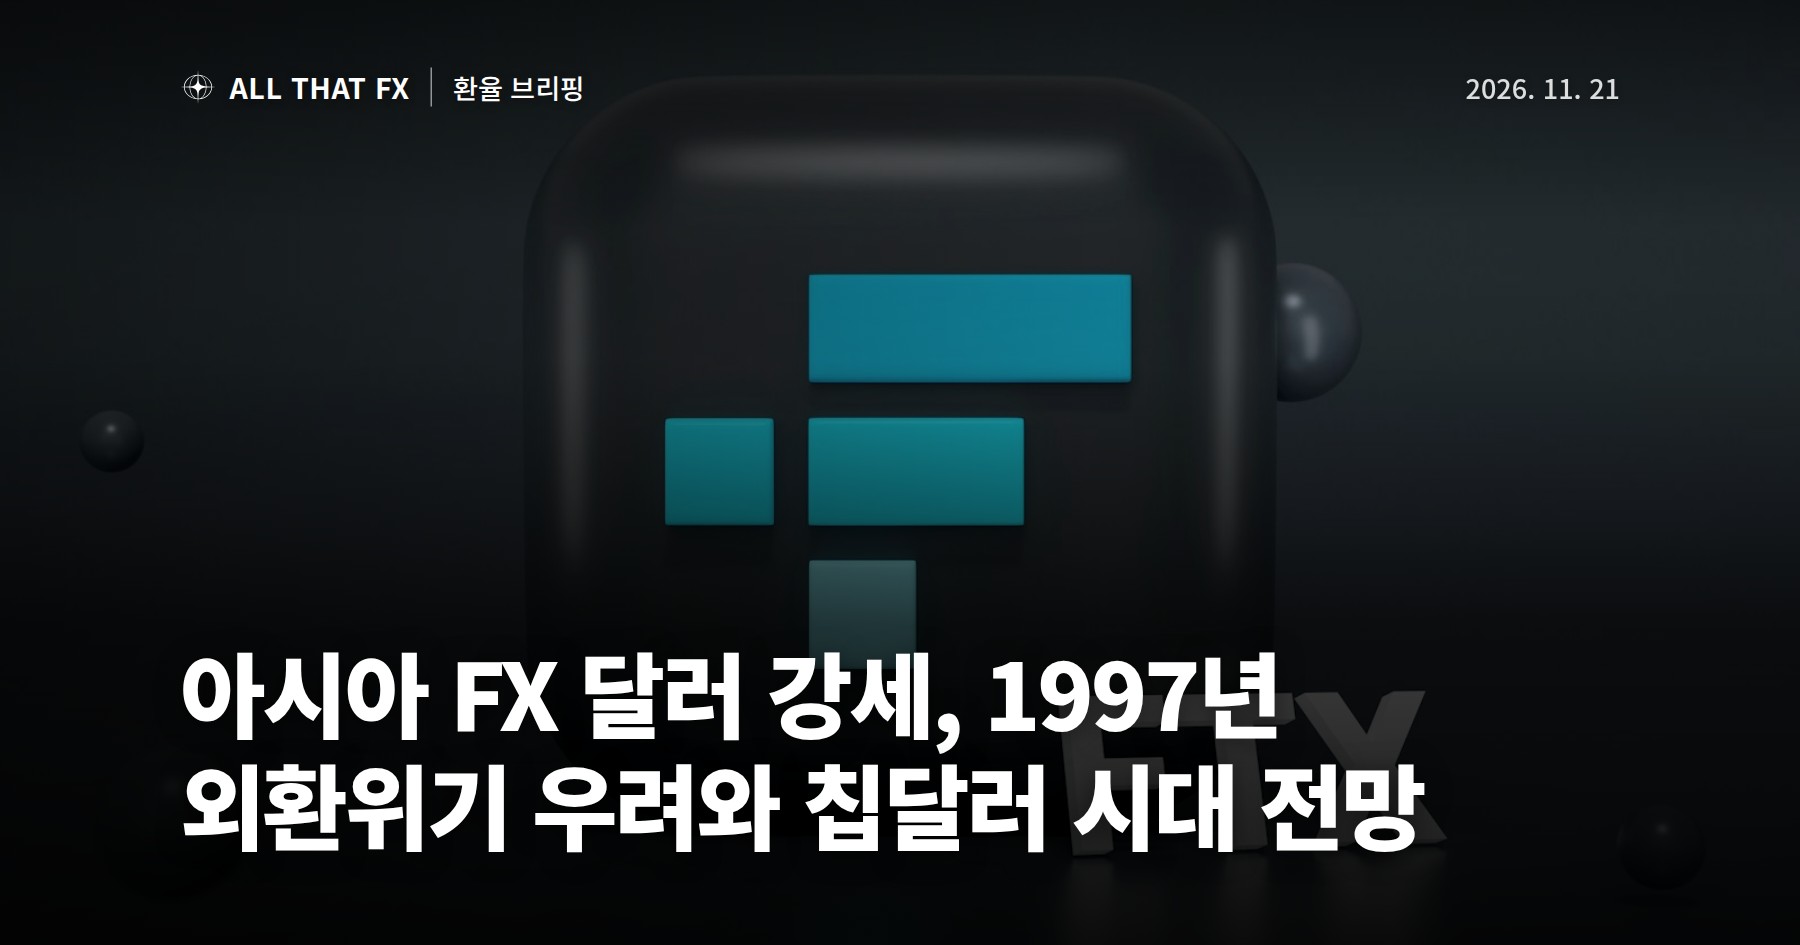 ALL THAT FX | 환율 브리핑
2026. 11. 21
아시아 FX 달러 강세, 1997년
외환위기 우려와 칩달러 시대 전망
FTX